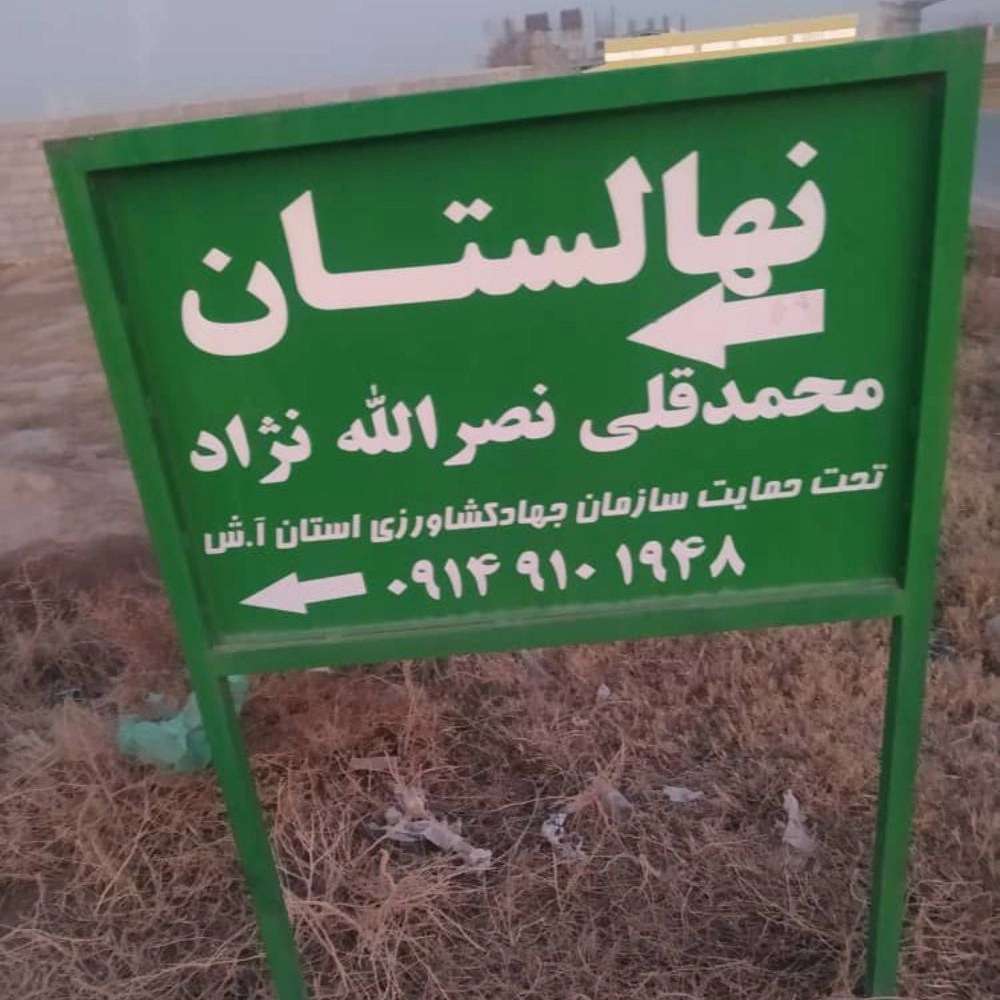 نهالستان
محمدقلی نصرالله نژاد
تحت حمایت سازمان جهادکشاورزی استان آ.ش
۰۹۱۴ ۹۱۰ ۱۹۴۸